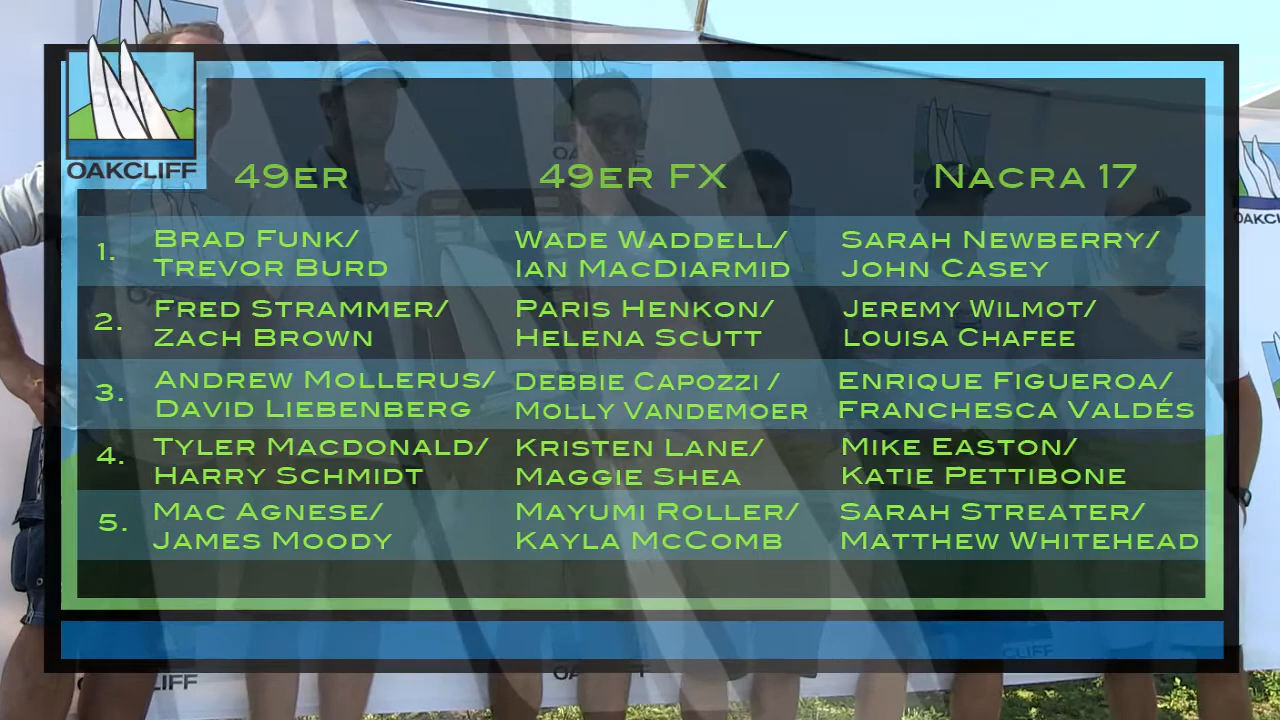 OAKCLIFF
49ER
49ER FX
NACRA 17
1.
BRAD FUNK/
TREVOR BURD
WADE WADDELL/
IAN MACDIARMID
SARAH NEWBERRY/
JOHN CASEY
2.
FRED STRAMMER/
ZACH BROWN
PARIS HENKON/
HELENA SCUTT
JEREMY WILMOT/
LOUISA CHAFEE
3.
ANDREW MOLLERUS/
DAVID LIEBENBERG
DEBBIE CAPOZZI /
MOLLY VANDEMOER
ENRIQUE FIGUEROA/
FRANCHESCA VALDÉS
4.
TYLER MACDONALD/
HARRY SCHMIDT
KRISTEN LANE/
MAGGIE SHEA
MIKE EASTON/
KATIE PETTIBONE
5.
MAC AGNESE/
JAMES MOODY
MAYUMI ROLLER/
KAYLA MCCOMB
SARAH STREATER/
MATTHEW WHITEHEAD